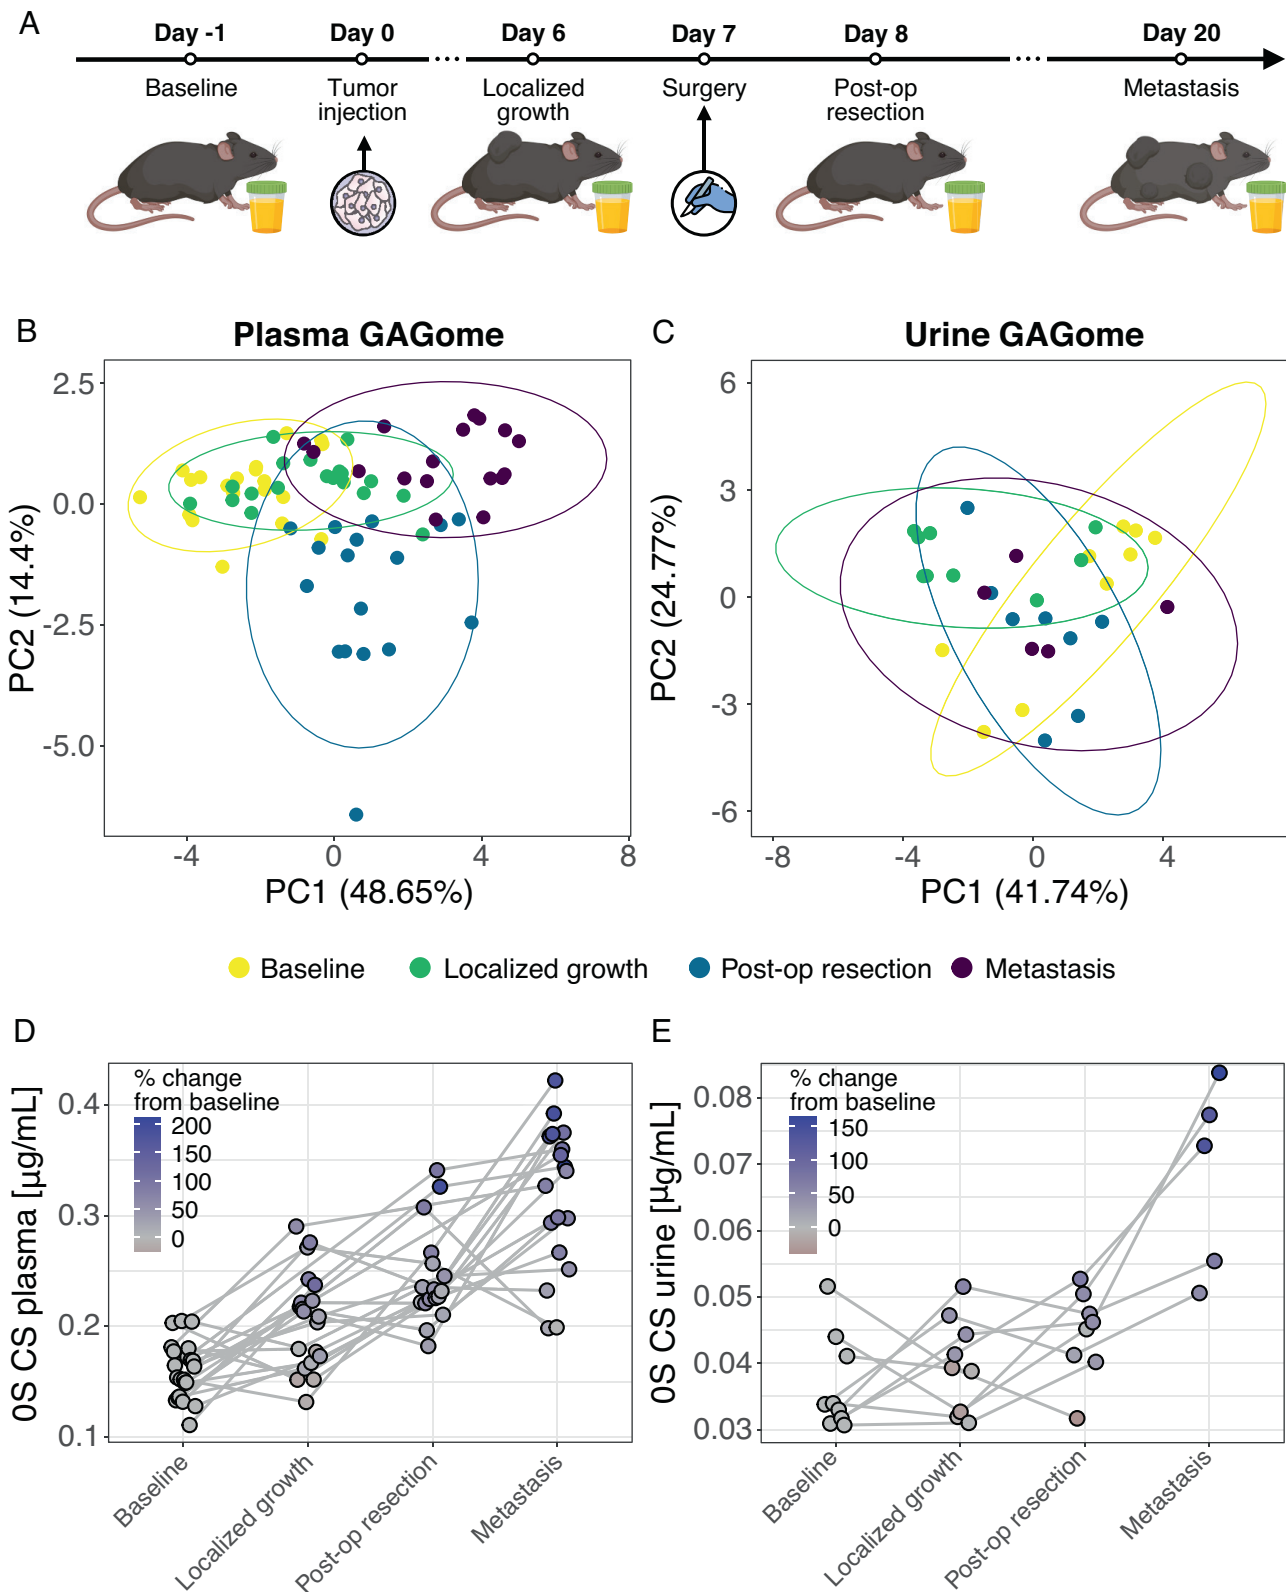 A
Day -1
Day 0
Day 6
Day 7
Day 8
Day 20
Baseline
Tumor
injection
Localized
growth
Surgery
Post-op
resection
Metastasis
B
Plasma GAGome
2.5
0.0
-2.5
-5.0
PC2 (14.4%)
-4
0
4
8
PC1 (48.65%)
C
Urine GAGome
6
3
0
-3
-6
PC2 (24.77%)
-8
-4
0
4
PC1 (41.74%)
Baseline
Localized growth
Post-op resection
Metastasis
D
% change
from baseline
200
150
100
50
0
0.4
0.3
0.2
0.1
0S CS plasma [µg/mL]
Baseline
Localized growth
Post-op resection
Metastasis
E
% change
from baseline
150
100
50
0
0.08
0.07
0.06
0.05
0.04
0.03
0S CS urine [µg/mL]
Baseline
Localized growth
Post-op resection
Metastasis